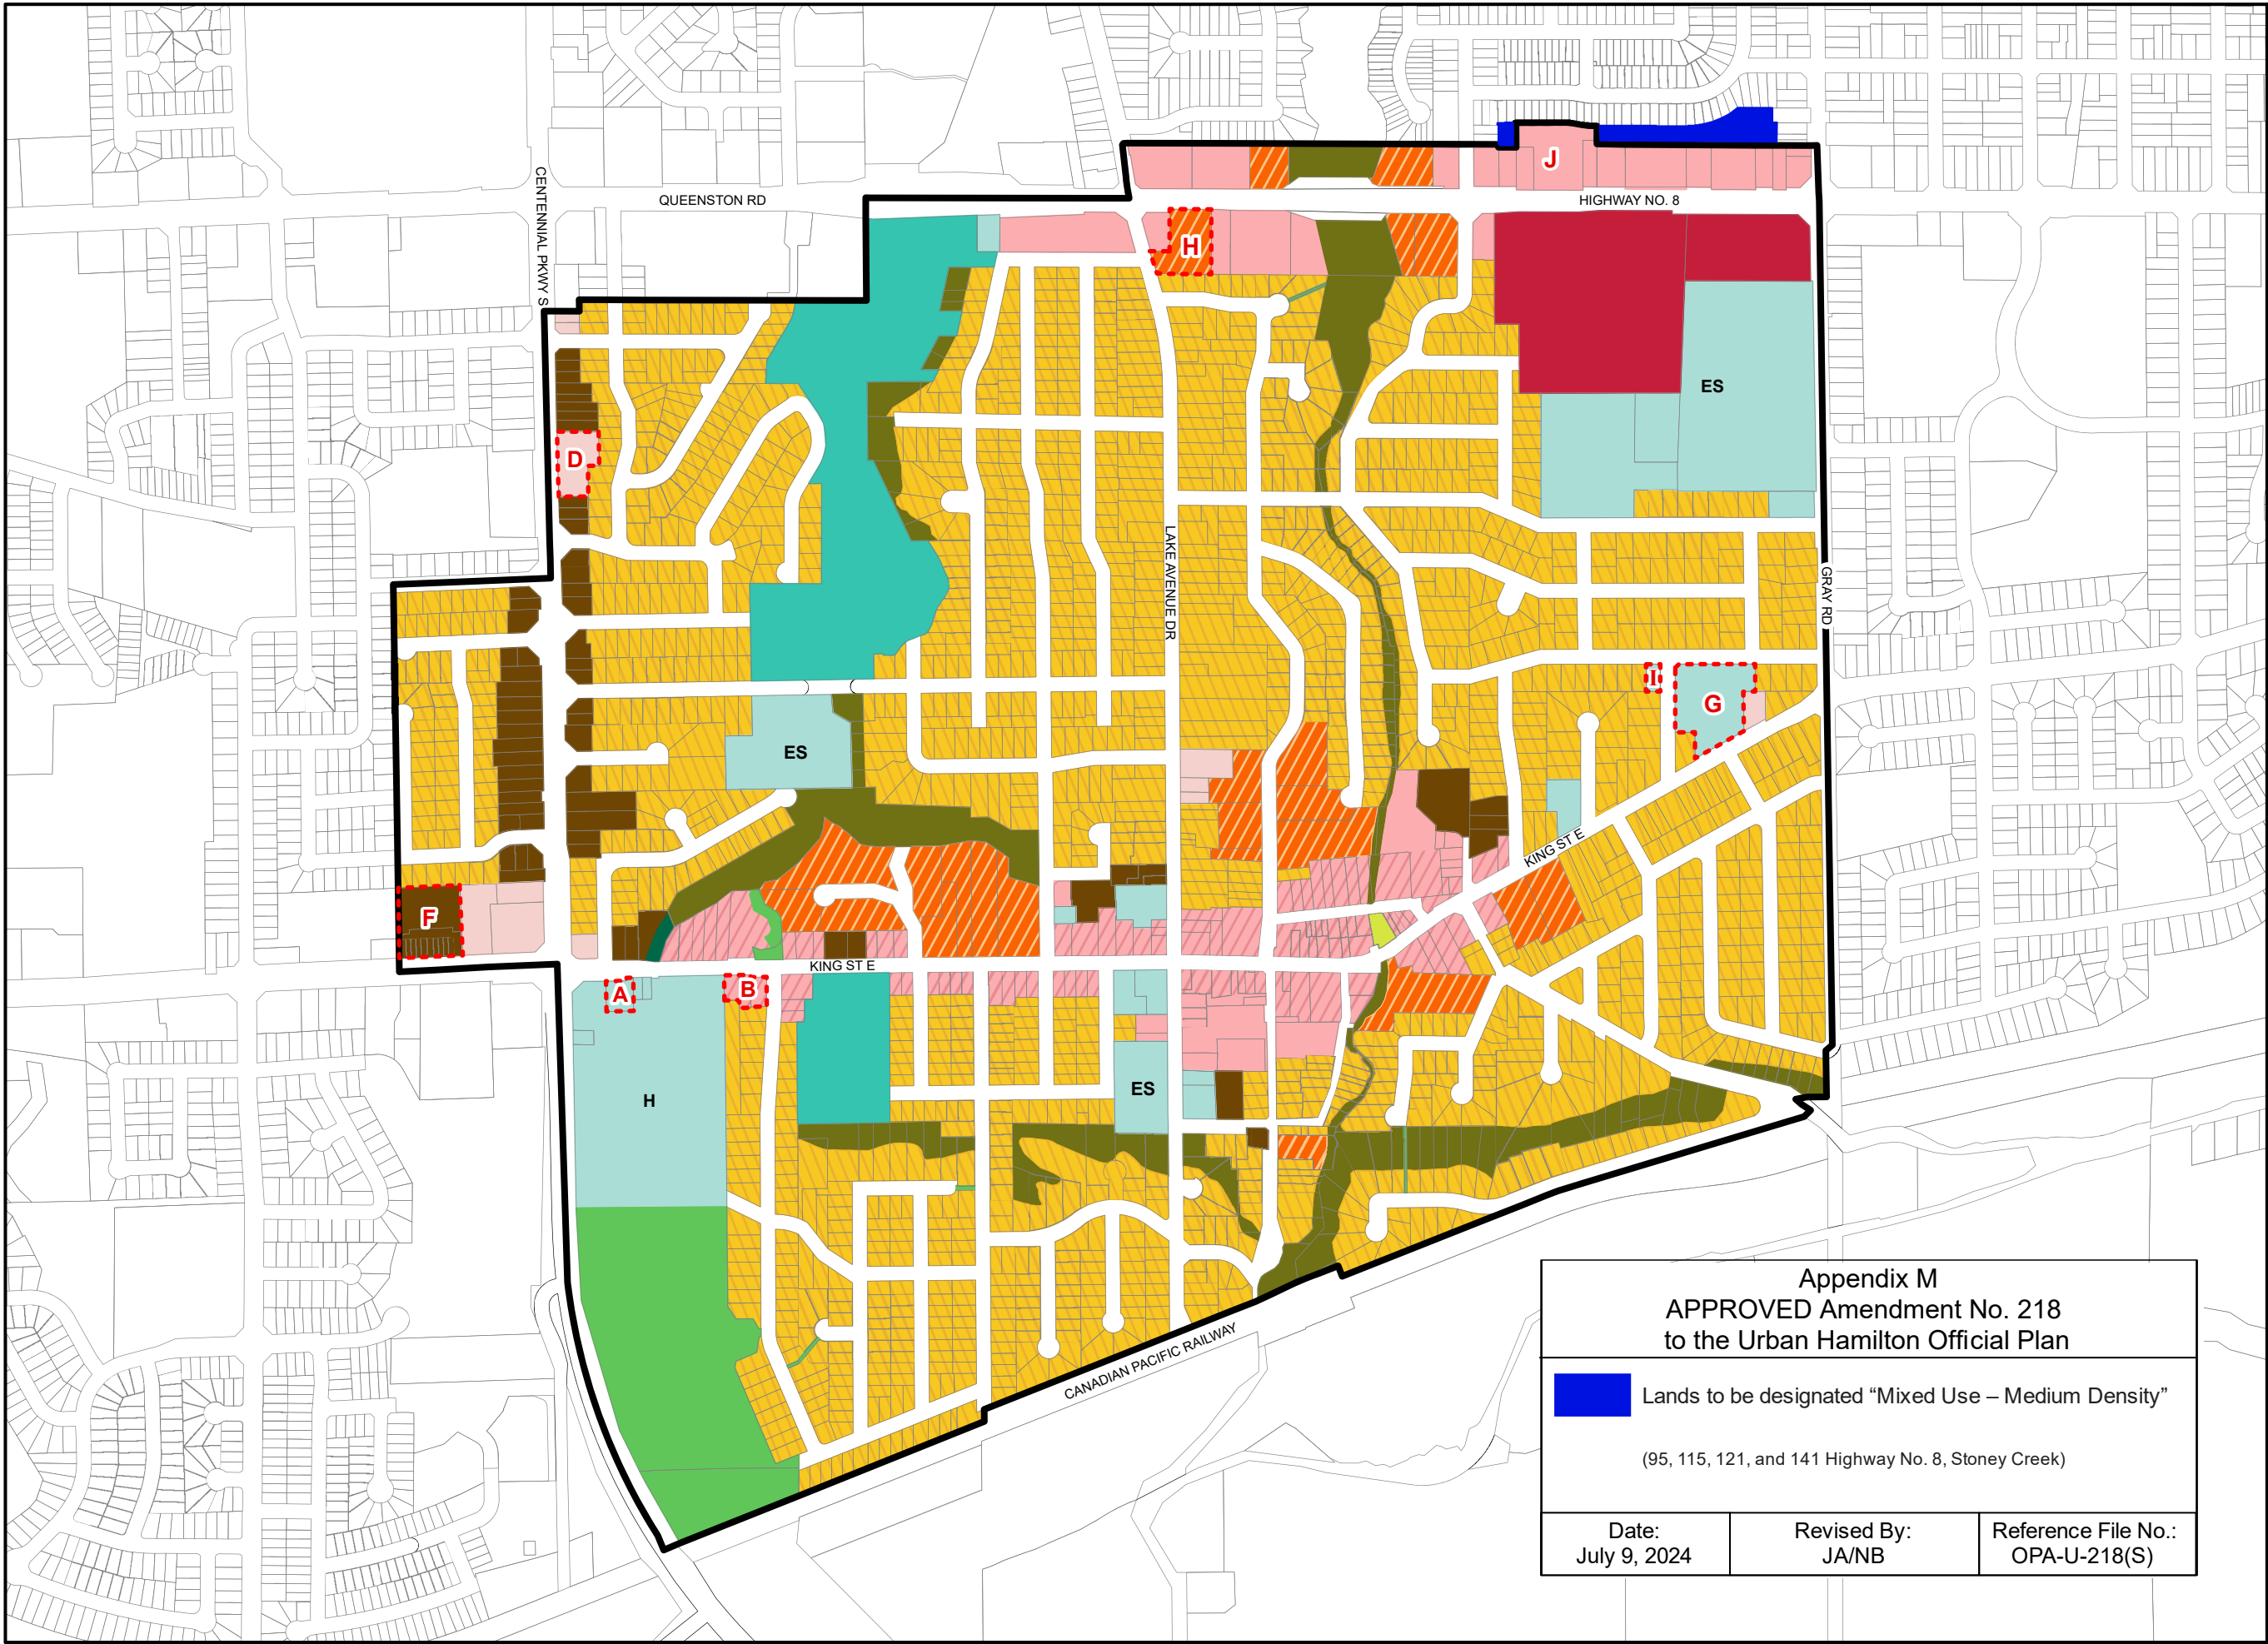 J
CENTENNIAL PKWY S
QUEENSTON RD
HIGHWAY NO. 8
H
ES
D
LAKE AVENUE DR
GRAY RD
I
G
ES
KING ST E
F
KING ST E
A
B
H
ES
CANADIAN PACIFIC RAILWAY
Appendix M
APPROVED Amendment No. 218
to the Urban Hamilton Official Plan
Lands to be designated “Mixed Use – Medium Density”
(95, 115, 121, and 141 Highway No. 8, Stoney Creek)
Date:
July 9, 2024
Revised By:
JA/NB
Reference File No.:
OPA-U-218(S)